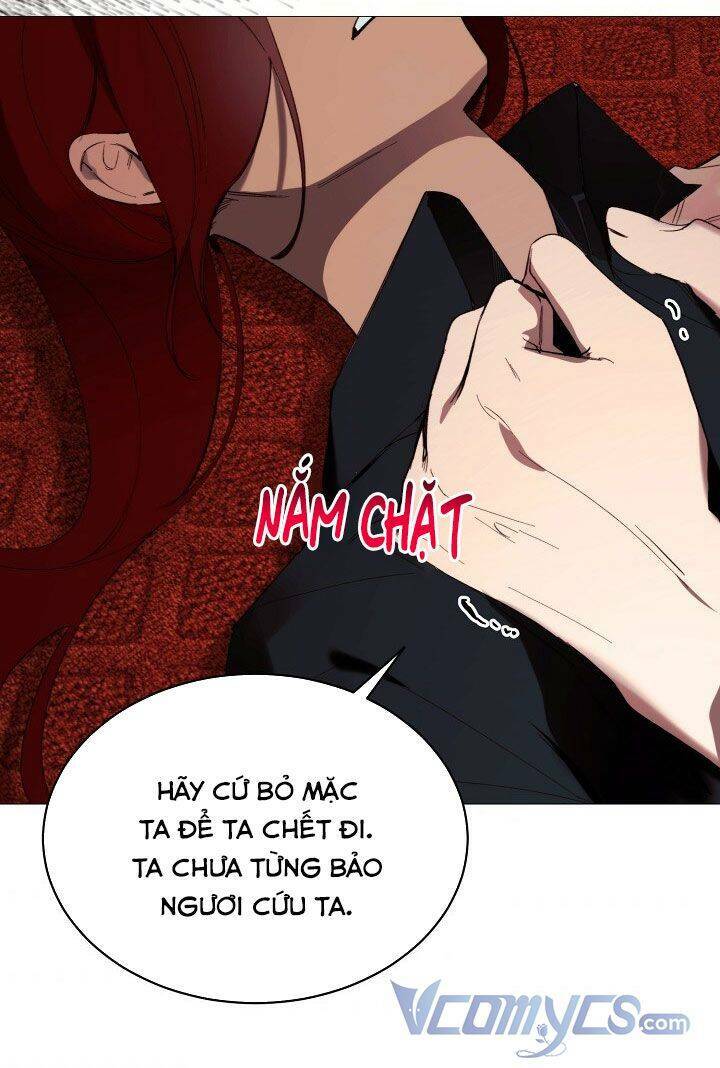 NẮM CHẶT
HÃY CỨ BỎ MẶC
TA ĐỂ TA CHẾT ĐI.
TA CHƯA TỪNG BẢO
NGƯƠI CỨU TA.
VCOMYCS.com